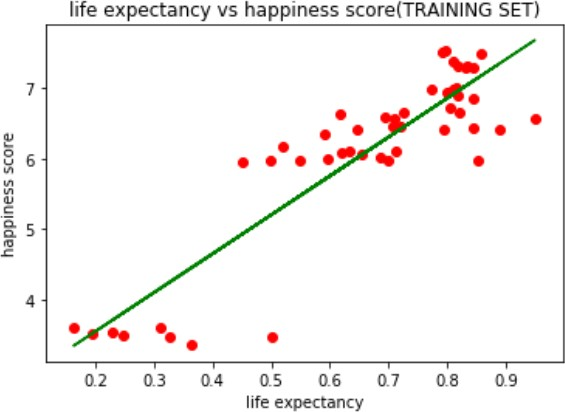 life expectancy vs happiness score(TRAINING SET)
happiness score
7
6
5
4
0.2 0.3 0.4 0.5 0.6 0.7 0.8 0.9
life expectancy